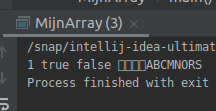 MijnArray (3) ×
/snap/intellij-idea-ultimat
1 true false □□□□ABCMNORS
Process finished with exit